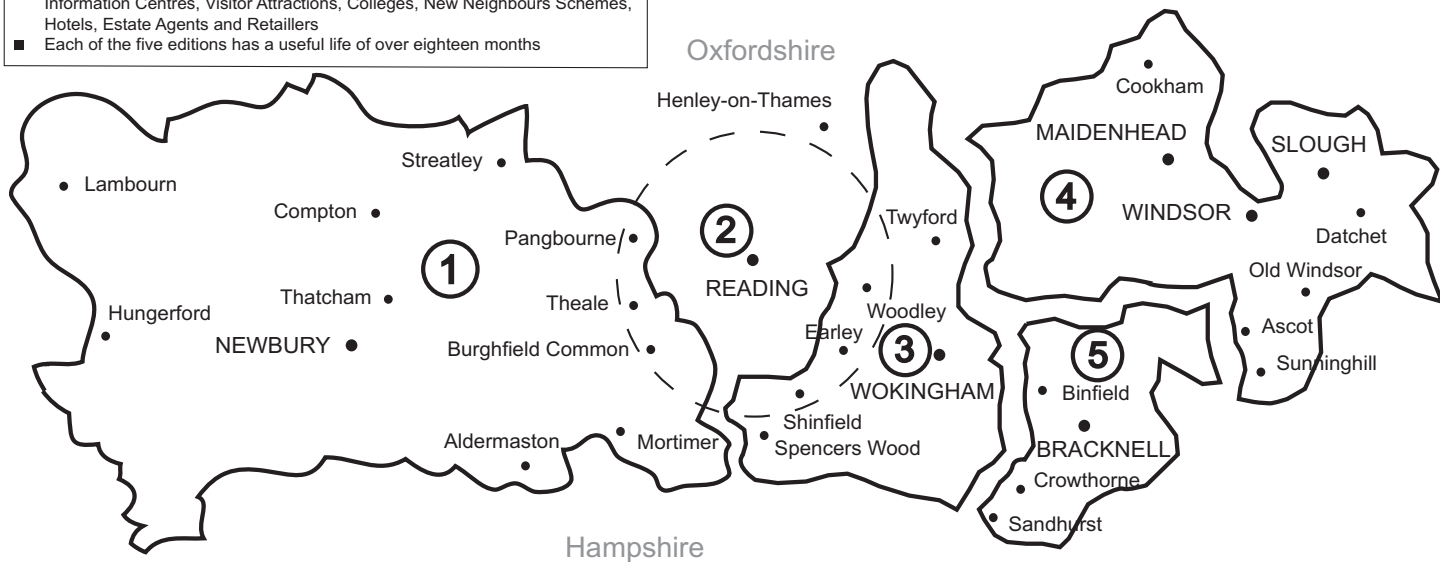 Information Centres, Visitor Attractions, Colleges, New Neighbours Schemes,
Hotels, Estate Agents and Retaillers
■ Each of the five editions has a useful life of over eighteen months
Oxfordshire
Cookham
Henley-on-Thames
MAIDENHEAD
SLOUGH
Streatley
Lambourn
4
Compton
WINDSOR
Twyford
2
Pangbourne
Datchet
1
Old Windsor
READING
Thatcham
Theale
Hungerford
Woodley
Ascot
Earley
NEWBURY
Burghfield Common
3
5
Sunninghill
WOKINGHAM
Binfield
Shinfield
Aldermaston
Mortimer
Spencers Wood
BRACKNELL
Crowthorne
Sandhurst
Hampshire